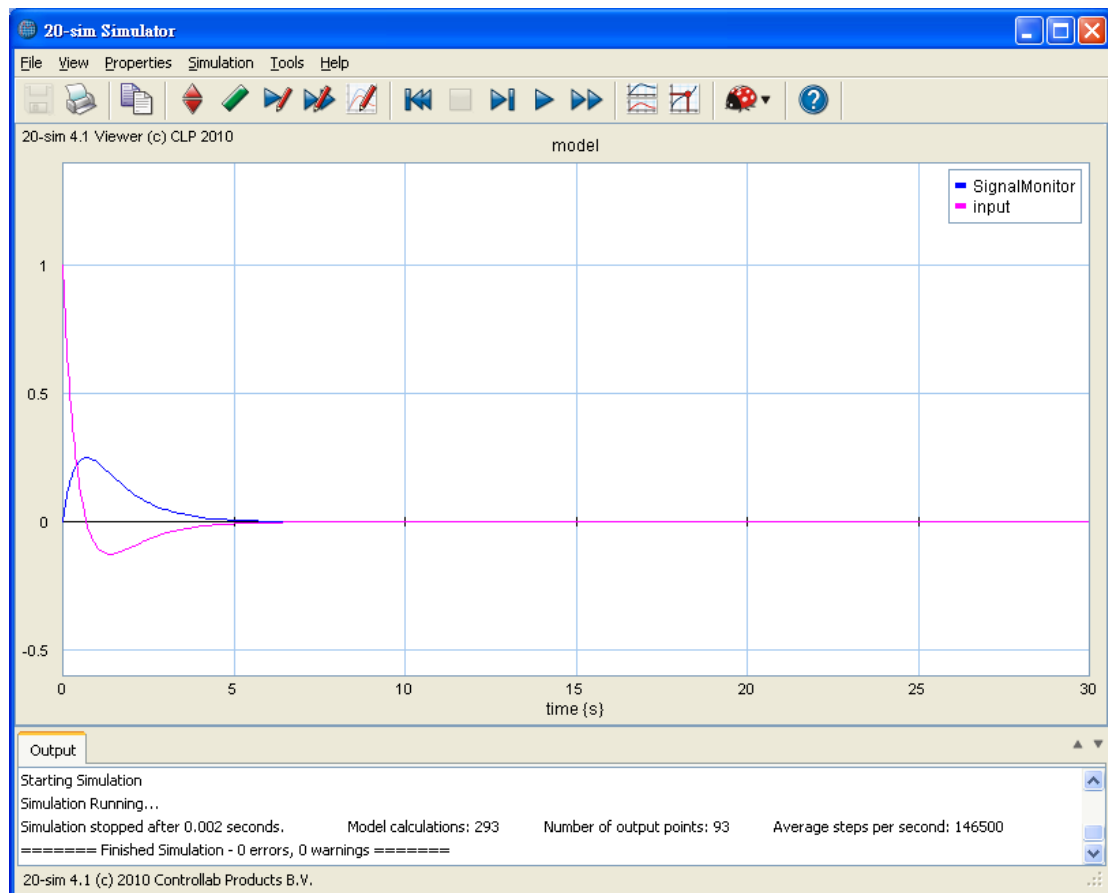 20-sim Simulator
File View Properties Simulation Tools Help
20-sim 4.1 Viewer (c) CLP 2010
model
SignalMonitor
input
1
0.5
0
-0.5
0 5 10 15 20 25 30
time {s}
Output
Starting Simulation
Simulation Running...
Simulation stopped after 0.002 seconds. Model calculations: 293 Number of output points: 93 Average steps per second: 146500
======= Finished Simulation - 0 errors, 0 warnings =======
20-sim 4.1 (c) 2010 Controllab Products B.V.